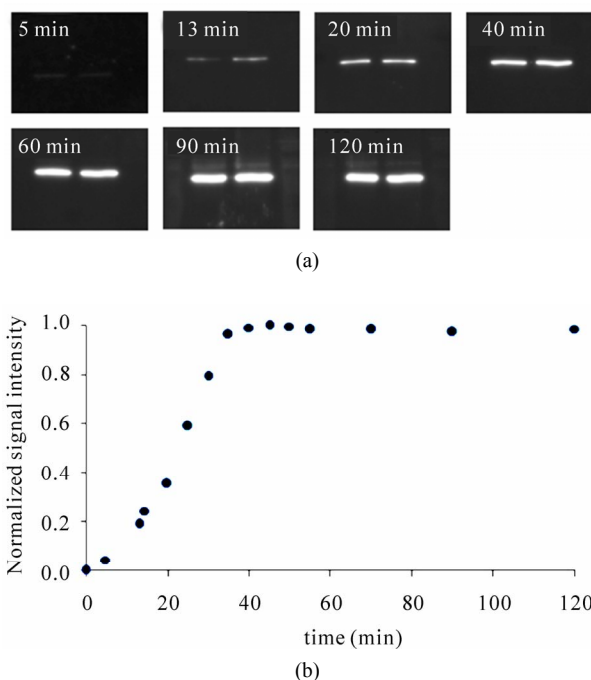 5 min 13 min 20 min 40 min
60 min 90 min 120 min
(a)
Normalized signal intensity
1.0
0.8
0.6
0.4
0.2
0.0
0 20 40 60 80 100 120
time (min)
(b)